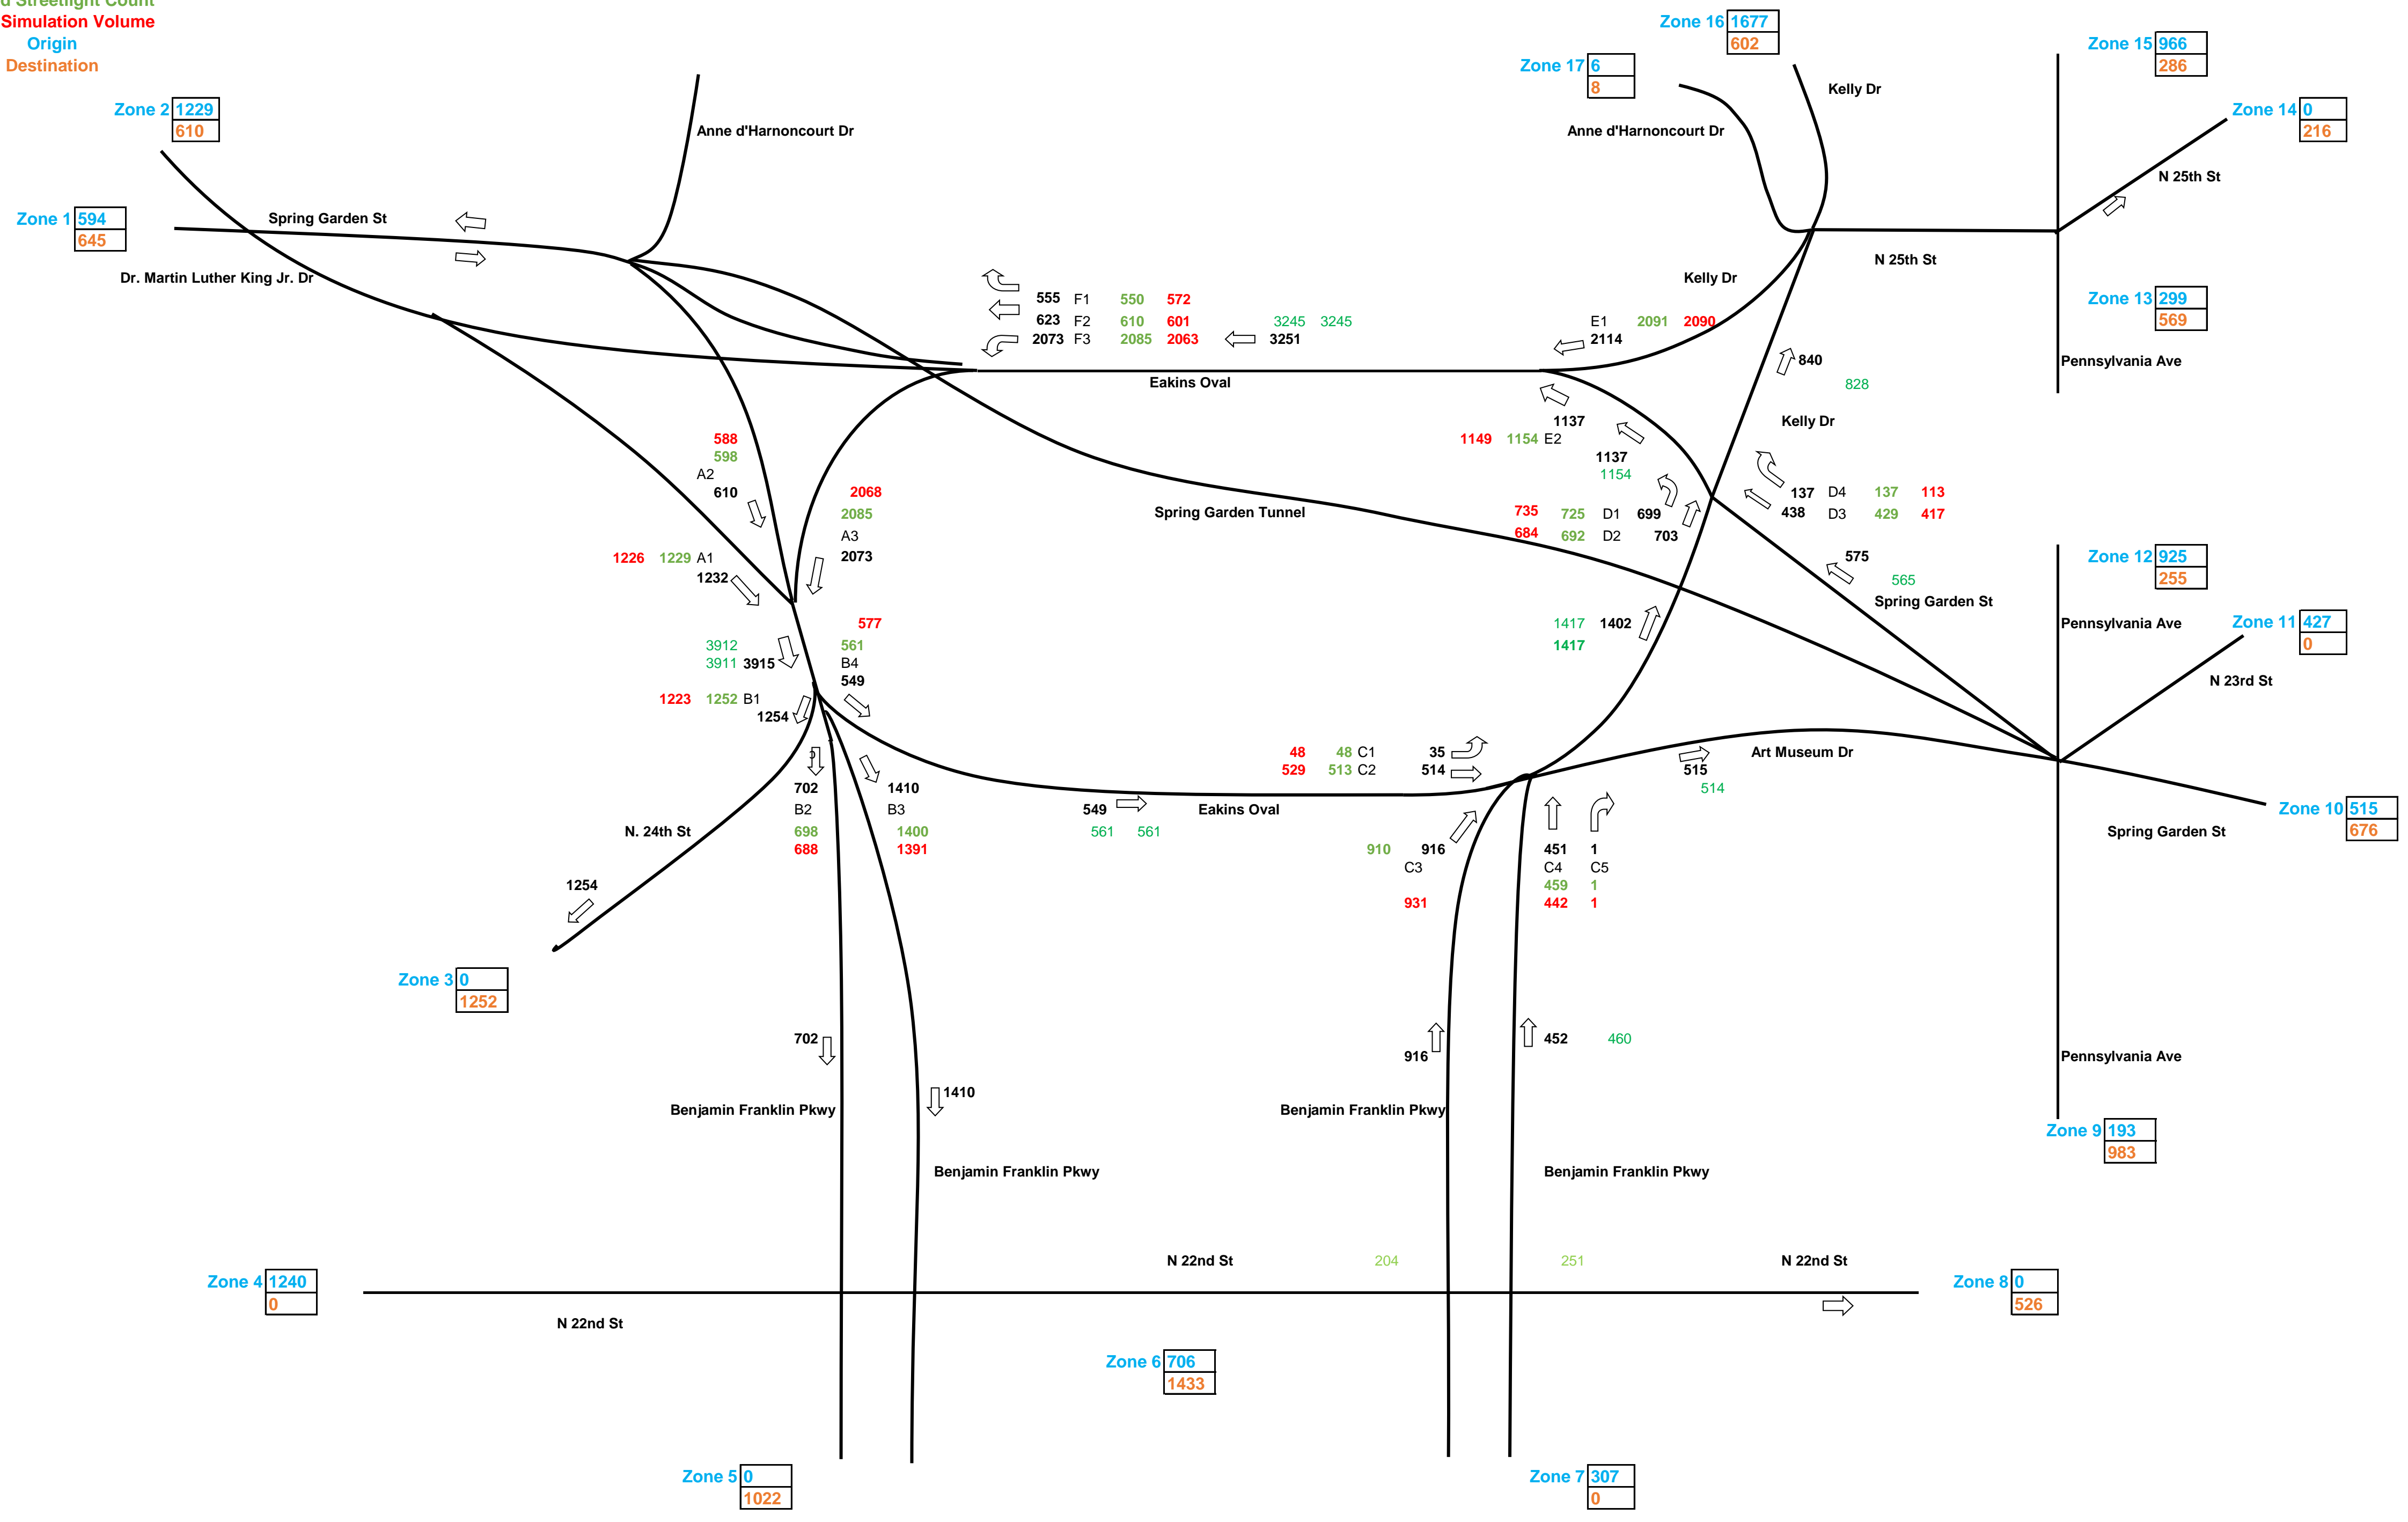 d Streetlight Count
Simulation Volume
Origin
Destination
Zone 16 1677
602
Zone 15 966
286
Zone 17 6
8
Kelly Dr
Zone 2 1229
610
Zone 14 0
216
Anne d'Harnoncourt Dr
Anne d'Harnoncourt Dr
N 25th St
Zone 1 594
645
Spring Garden St
Dr. Martin Luther King Jr. Dr
N 25th St
Kelly Dr
Zone 13 299
569
555 F1 550 572
623 F2 610 601 3245 3245
2073 F3 2085 2063 3251
E1 2091 2090
2114
840
Pennsylvania Ave
Eakins Oval
828
1137
Kelly Dr
588
598
A2
610
1149 1154 E2
1137
1154
2068
2085
A3
2073
137 D4 137 113
438 D3 429 417
Spring Garden Tunnel
735 725 D1 699
684 692 D2 703
1226 1229 A1
1232
575
565
Zone 12 925
255
Spring Garden St
577
561
B4
549
3912
3911 3915
1417 1402
1417
Pennsylvania Ave
Zone 11 427
0
N 23rd St
1223 1252 B1
1254
48 48 C1 35
529 513 C2 514
Art Museum Dr
515
514
702
B2
698
688
1410
B3
1400
1391
549
561 561
Eakins Oval
Zone 10 515
676
Spring Garden St
N. 24th St
910 916
C3
931
451 1
C4 C5
459 1
442 1
1254
Zone 3 0
1252
702
916
452 460
Pennsylvania Ave
1410
Benjamin Franklin Pkwy
Benjamin Franklin Pkwy
Zone 9 193
983
Benjamin Franklin Pkwy
Benjamin Franklin Pkwy
N 22nd St 204 251 N 22nd St
Zone 4 1240
0
Zone 8 0
526
N 22nd St
Zone 6 706
1433
Zone 5 0
1022
Zone 7 307
0